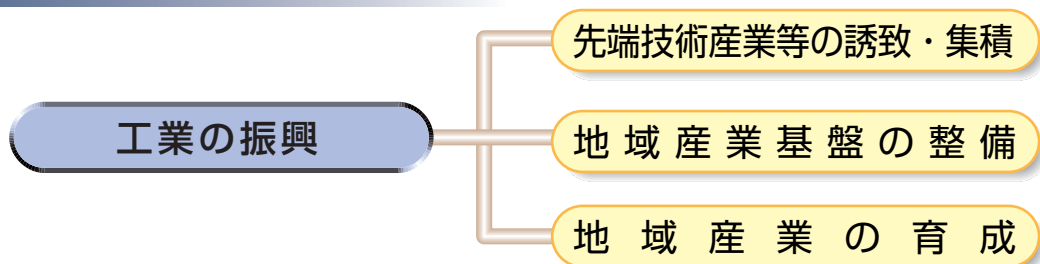 工業の振興
先端技術産業等の誘致・集積
地域産業基盤の整備
地域産業の育成